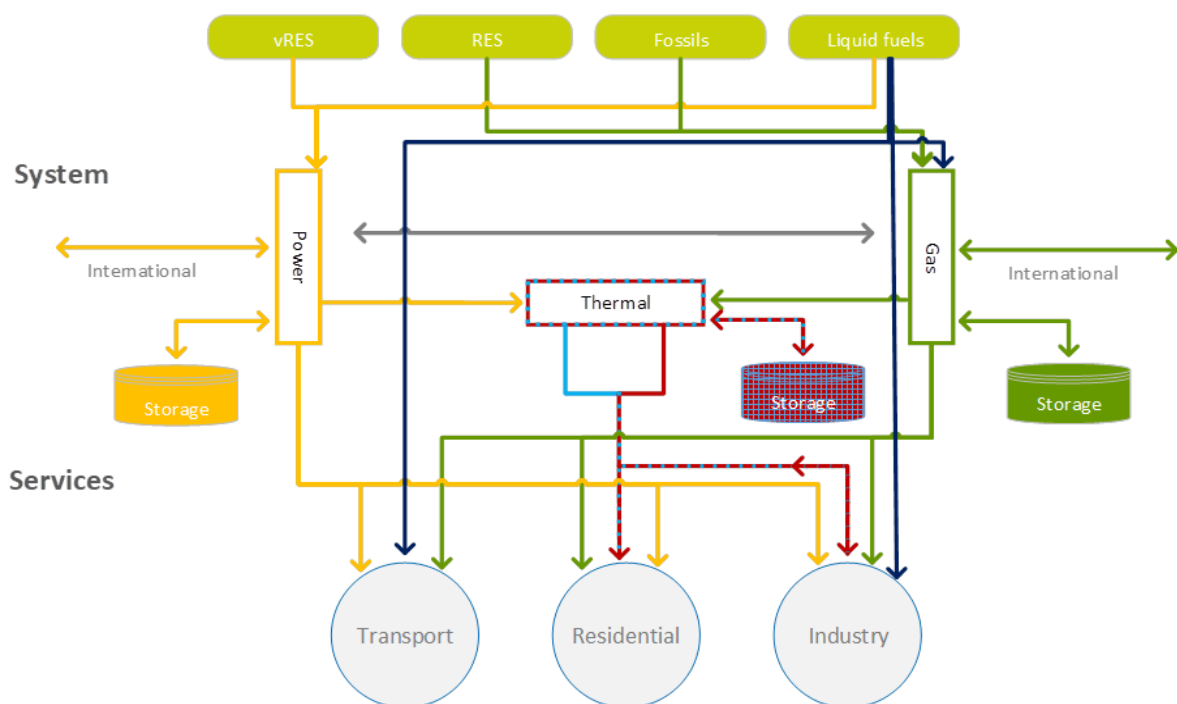 vRES
RES
Fossils
Liquid fuels
System
Power
Gas
International
International
Thermal
Storage
Storage
Storage
Services
Transport
Residential
Industry